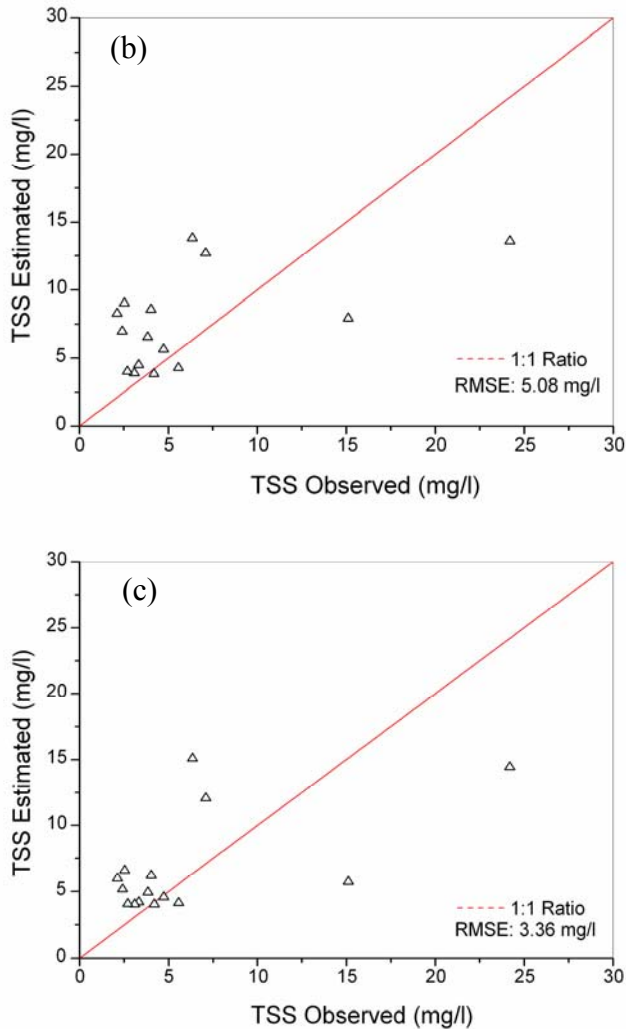 (b)
30
25
20
15
10
5
0
TSS Estimated (mg/l)
1:1 Ratio
RMSE: 5.08 mg/l
0 5 10 15 20 25 30
TSS Observed (mg/l)
(c)
30
25
20
15
10
5
0
TSS Estimated (mg/l)
1:1 Ratio
RMSE: 3.36 mg/l
0 5 10 15 20 25 30
TSS Observed (mg/l)